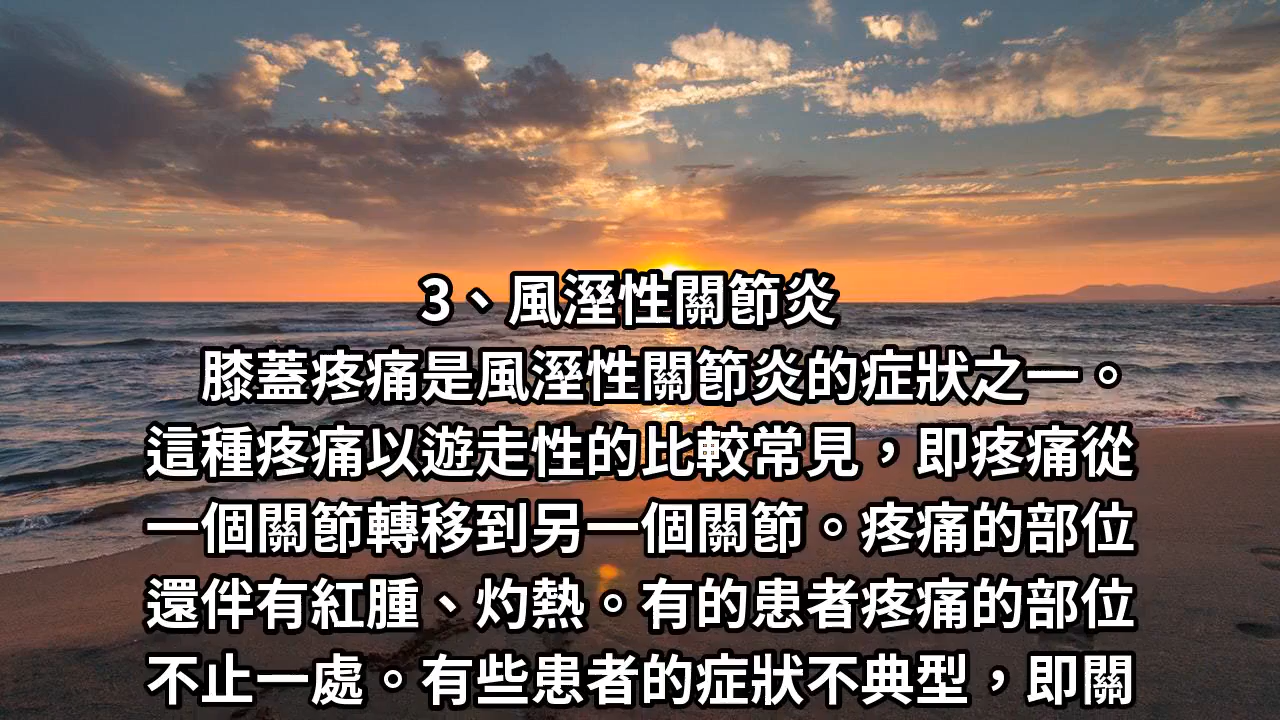 3、風溼性關節炎
膝蓋疼痛是風溼性關節炎的症狀之一。
這種疼痛以遊走性的比較常見，即疼痛從
一個關節轉移到另一個關節。疼痛的部位
還伴有紅腫、灼熱。有的患者疼痛的部位
不止一處。有些患者的症狀不典型，即關